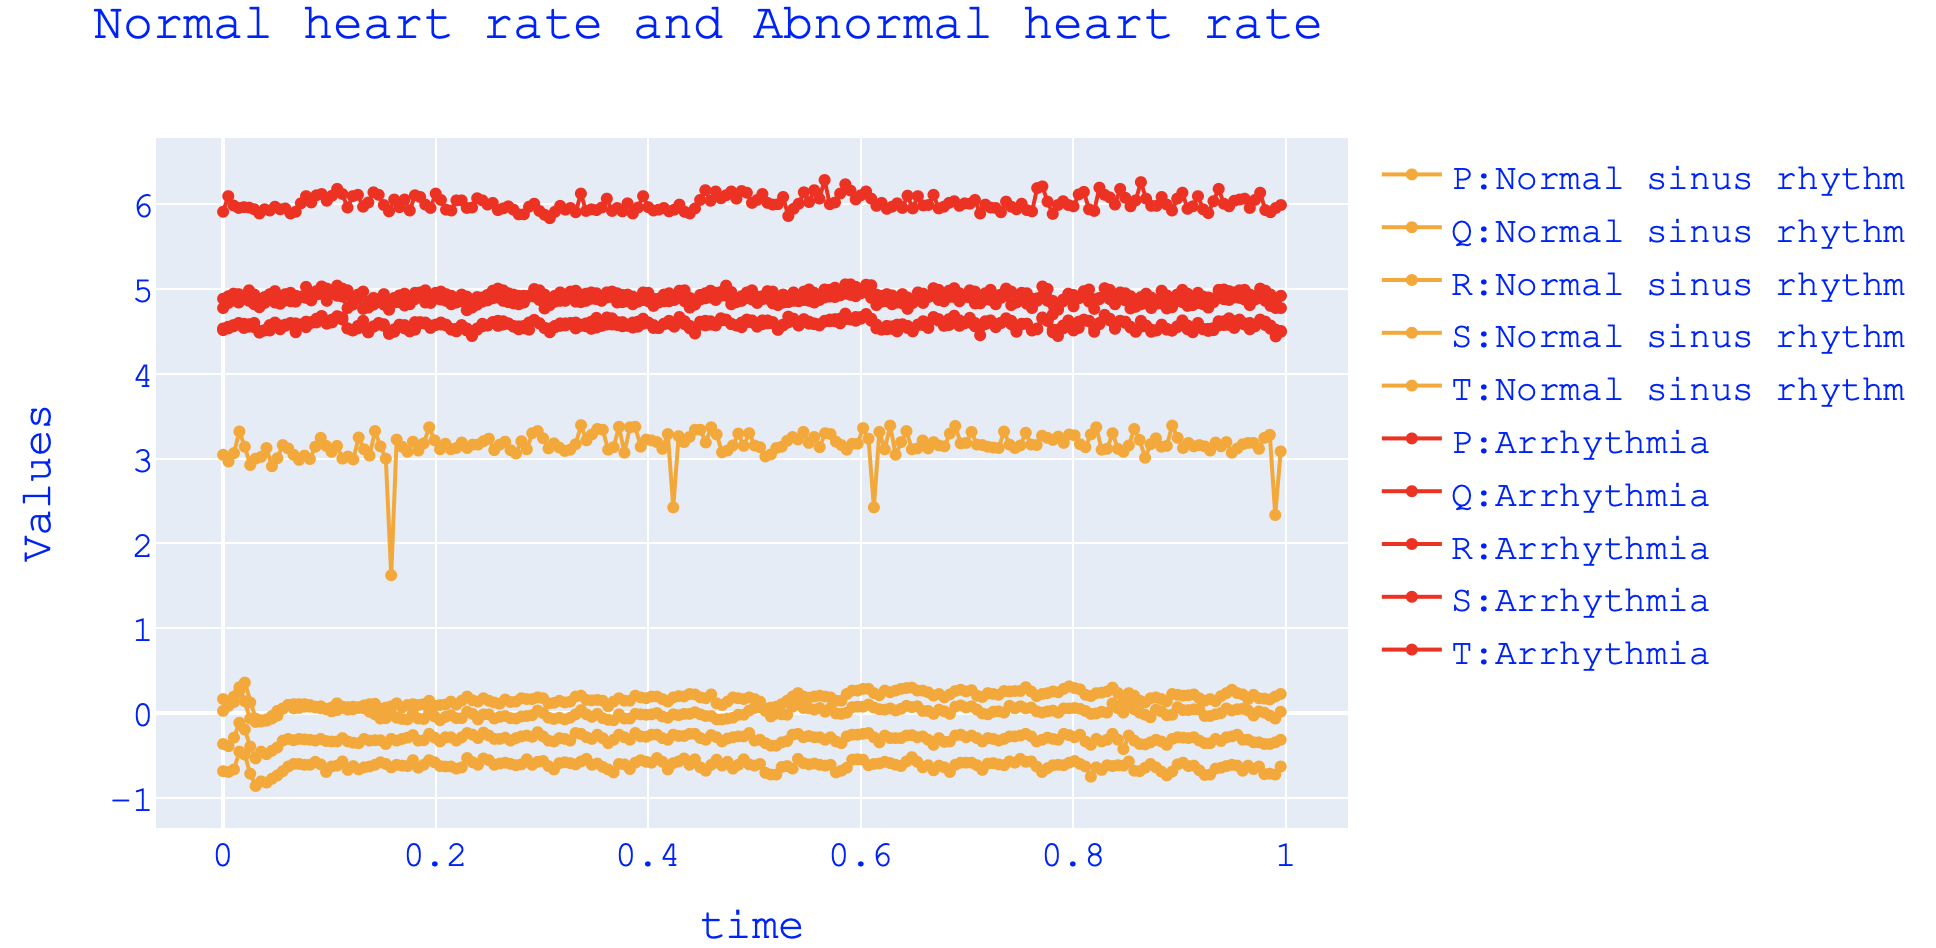 Normal heart rate and Abnormal heart rate
Values
6
5
4
3
2
1
0
−1
0
0.2
0.4
0.6
0.8
1
time
P:Normal sinus rhythm
Q:Normal sinus rhythm
R:Normal sinus rhythm
S:Normal sinus rhythm
T:Normal sinus rhythm
P:Arrhythmia
Q:Arrhythmia
R:Arrhythmia
S:Arrhythmia
T:Arrhythmia